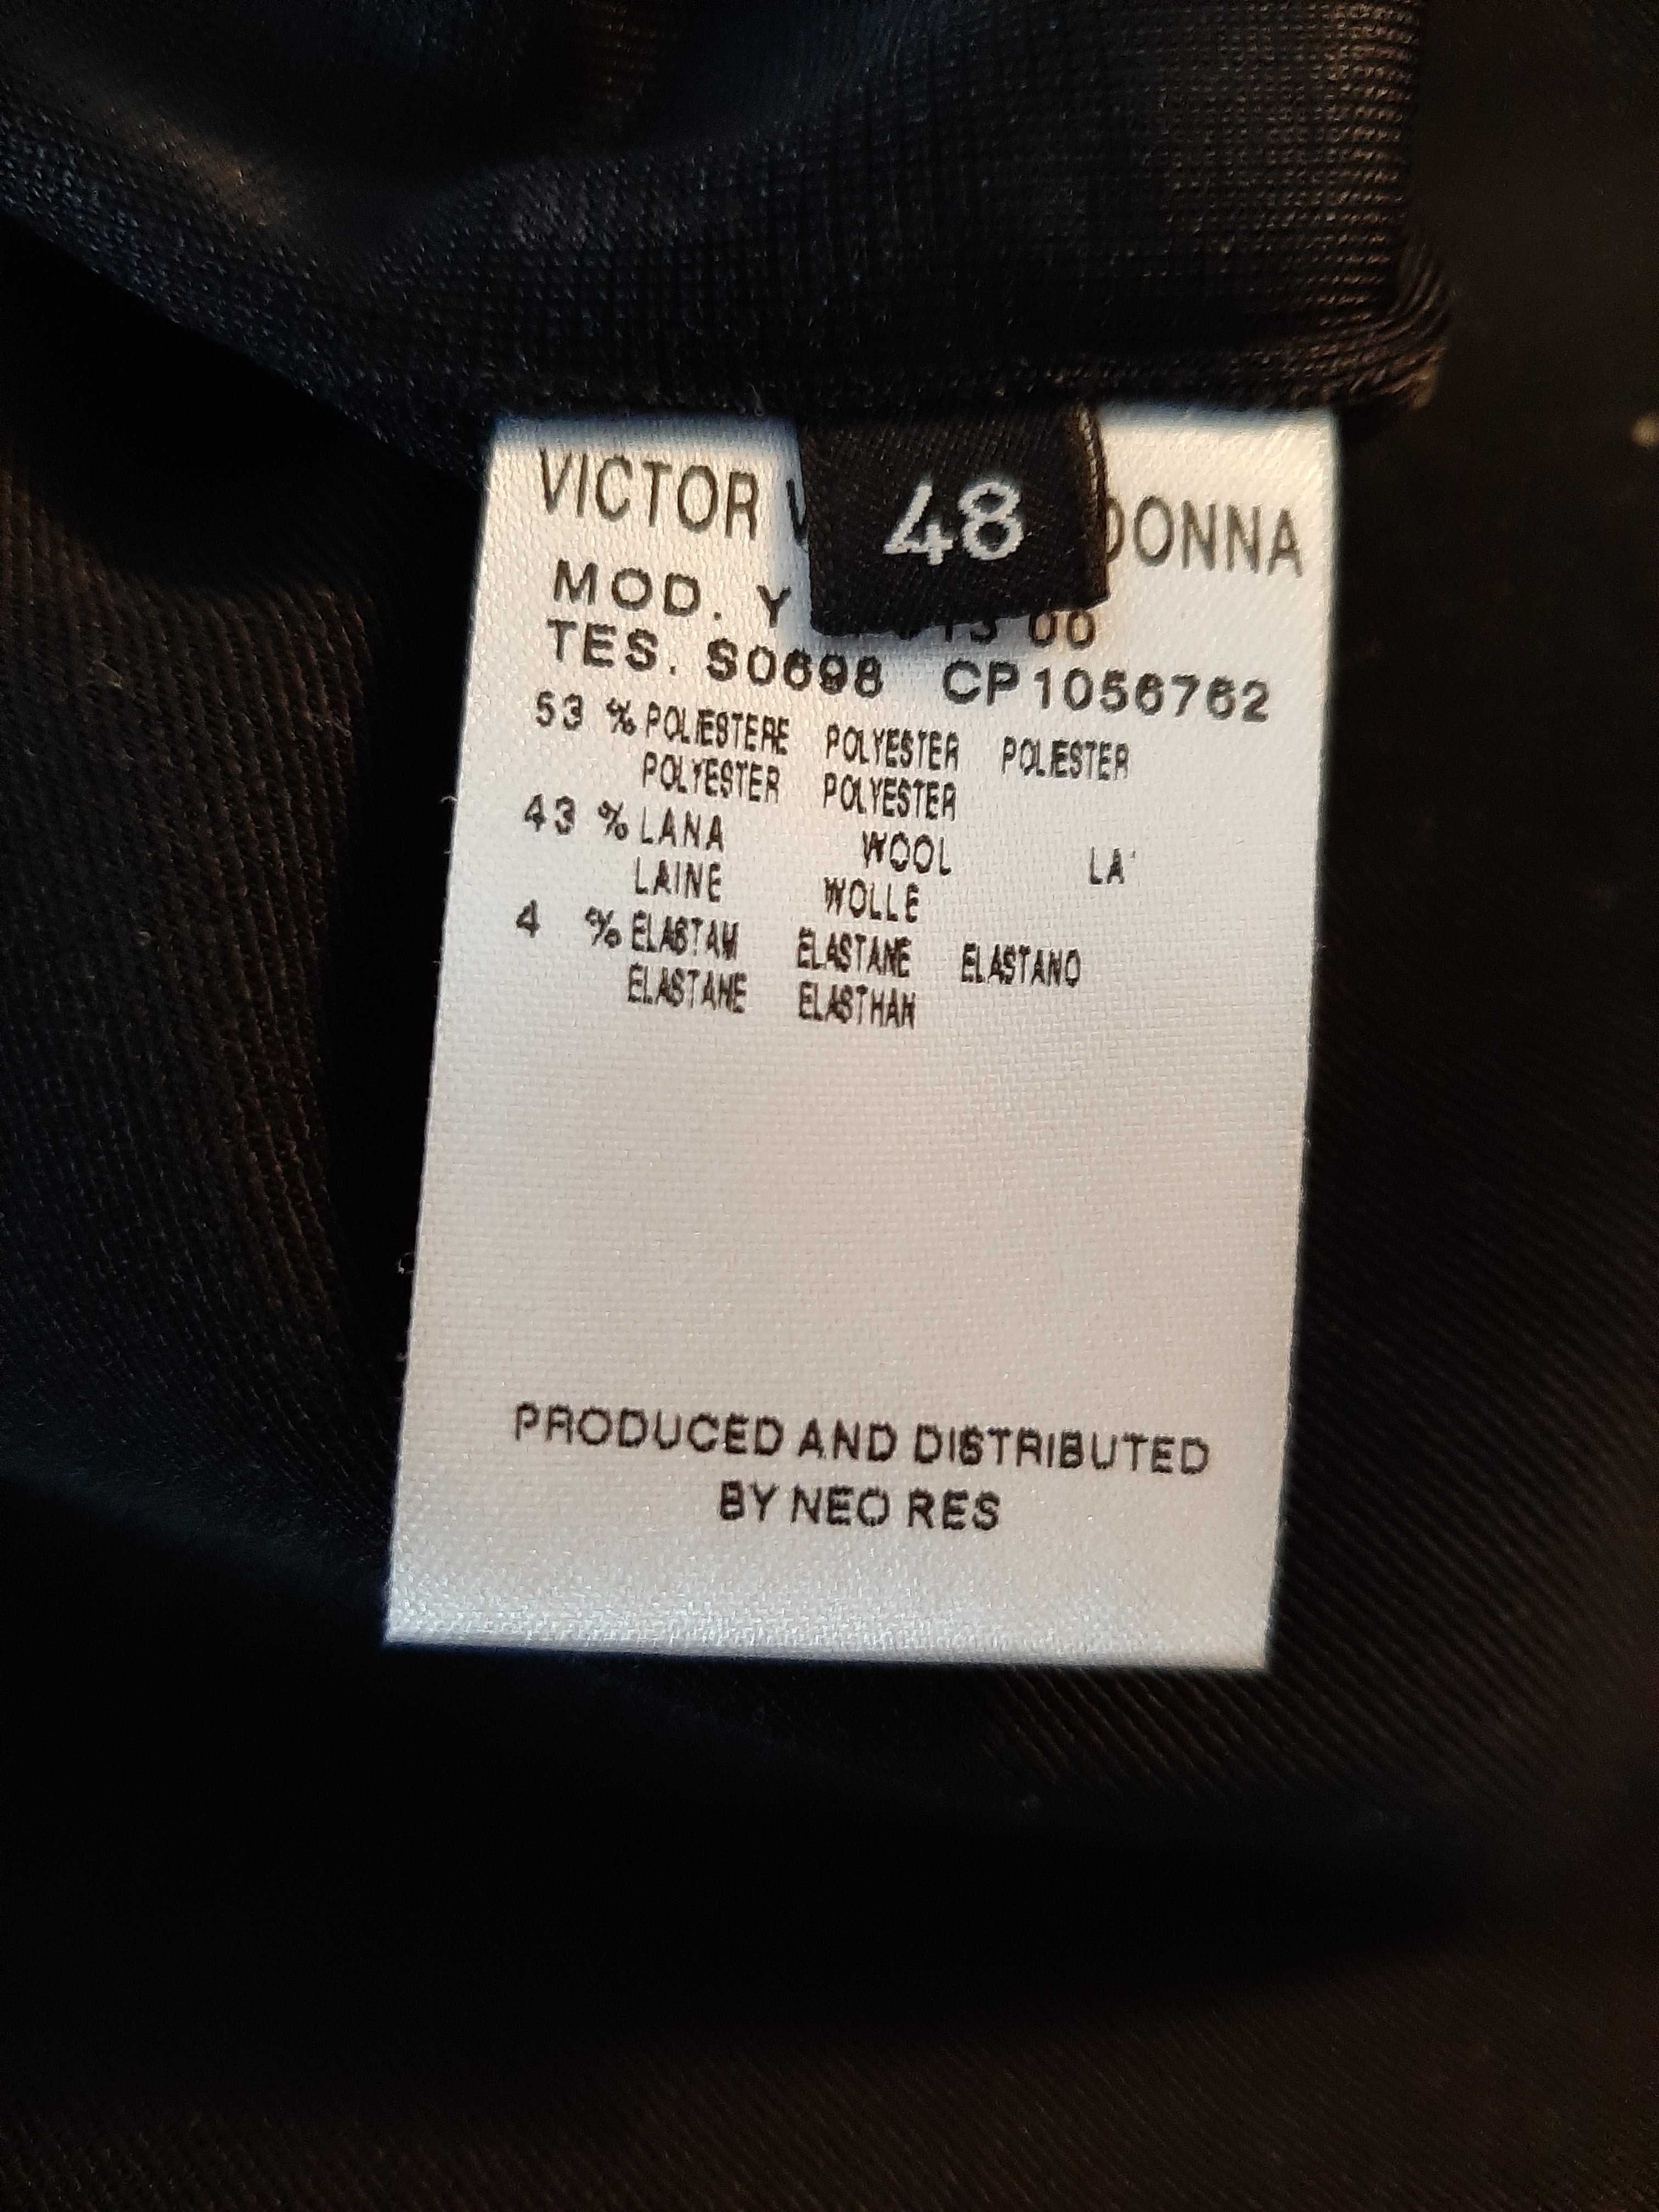 VICTOR DONNA
48
MOD. Y 00
TES. S0698 CP1056762
53 % POLIESTERE POLYESTER POLIESTER
POLYESTER POLYESTER
43 % LANA WOOL LA
LAINE WOLLE
4 % ELASTAM ELASTANE ELASTANO
ELASTANE ELASTHAN
PRODUCED AND DISTRIBUTED
BY NEO RES